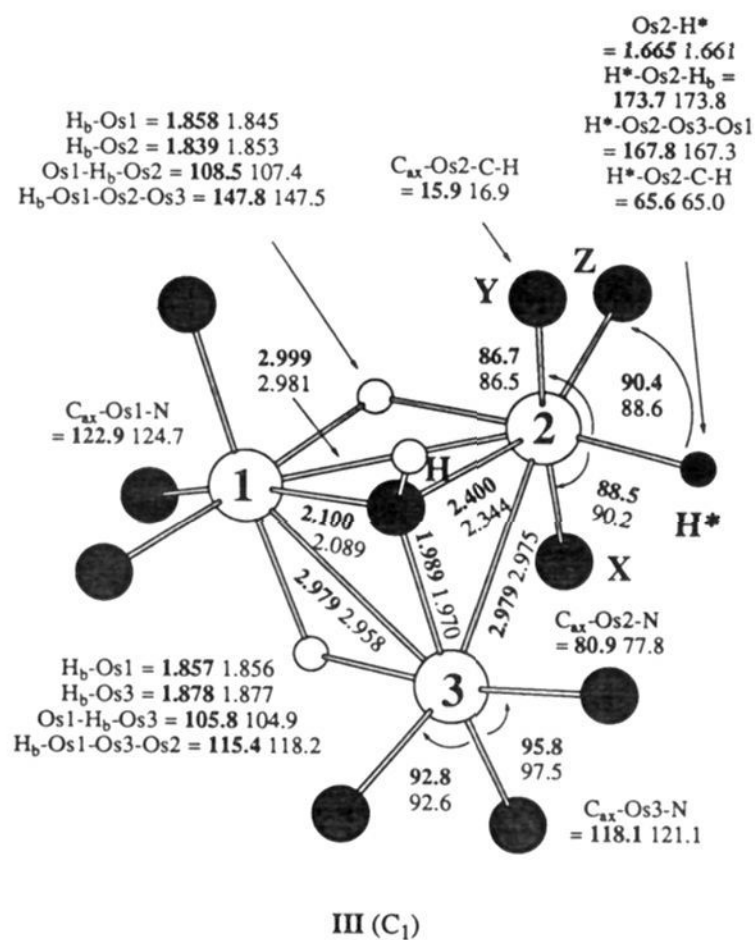 Os2-H*
= 1.665 1.661
H*-Os2-Hb =
173.7 173.8
H*-Os2-Os3-Os1
= 167.8 167.3
H*-Os2-C-H
= 65.6 65.0
Hb-Os1 = 1.858 1.845
Hb-Os2 = 1.839 1.853
Os1-Hb-Os2 = 108.5 107.4
Hb-Os1-Os2-Os3 = 147.8 147.5
Cax-Os2-C-H
= 15.9 16.9
Y
Z
2.999
2.981
86.7
86.5
90.4
88.6
Cax-Os1-N
= 122.9 124.7
1
2
H
H*
2.100
2.089
2.400
2.344
88.5
90.2
X
1.989 1.970
2.979 2.958
2.979 2.975
Cax-Os2-N
= 80.9 77.8
Hb-Os1 = 1.857 1.856
Hb-Os3 = 1.878 1.877
Os1-Hb-Os3 = 105.8 104.9
Hb-Os1-Os3-Os2 = 115.4 118.2
3
92.8
92.6
95.8
97.5
Cax-Os3-N
= 118.1 121.1
III (C1)